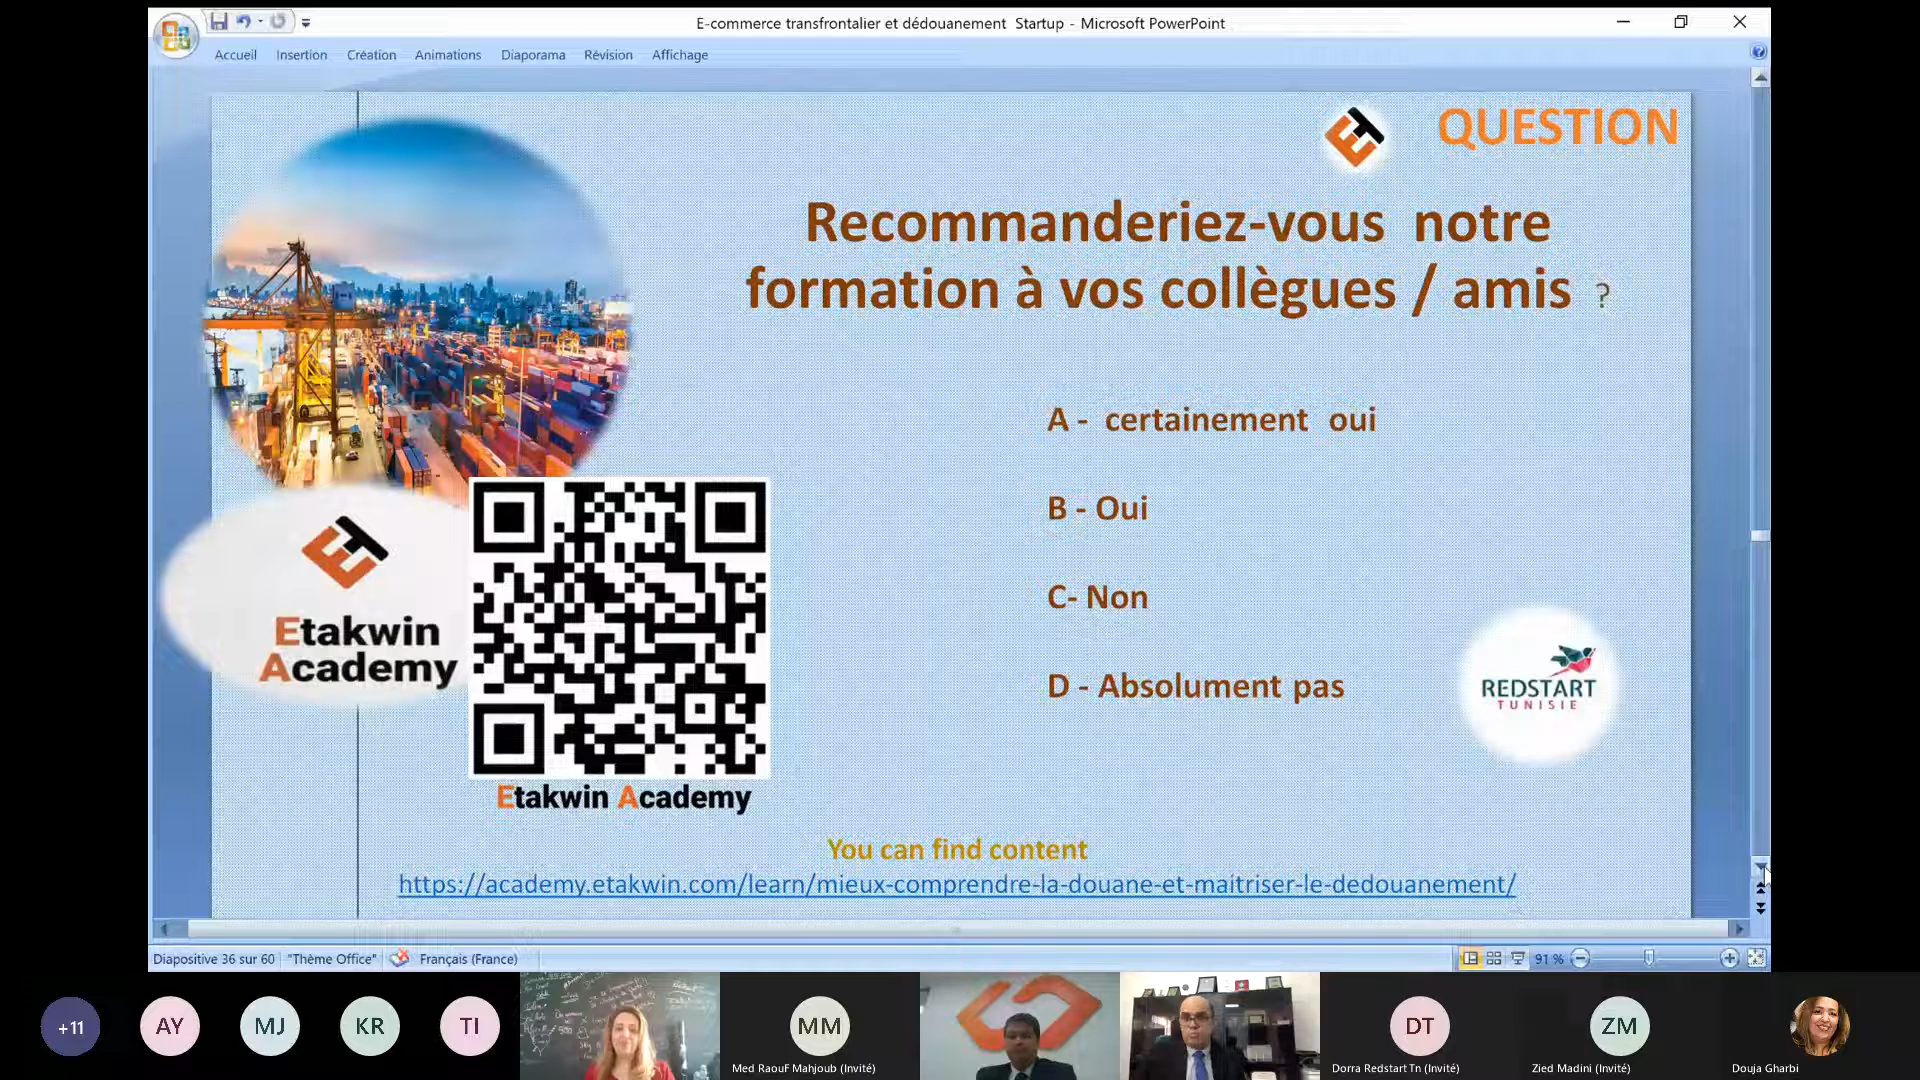 E-commerce transfrontalier et dédouanement  Startup - Microsoft PowerPoint
Accueil Insertion Création Animations Diaporama Révision Affichage
QUESTION
Recommanderiez-vous notre
formation à vos collègues / amis ?
A - certainement oui
B - Oui
C- Non
D - Absolument pas
Etakwin
Academy
REDSTART
TUNISIE
Etakwin Academy
You can find content
https://academy.etakwin.com/learn/mieux-comprendre-la-douane-et-maitriser-le-dedouanement/
Diapositive 36 sur 60 "Thème Office" Français (France) 91 %
+11 AY MJ KR TI MM DT ZM
Med RaouF Mahjoub (Invité) Dorra Redstart Tn (Invité) Zied Madini (Invité) Douja Gharbi